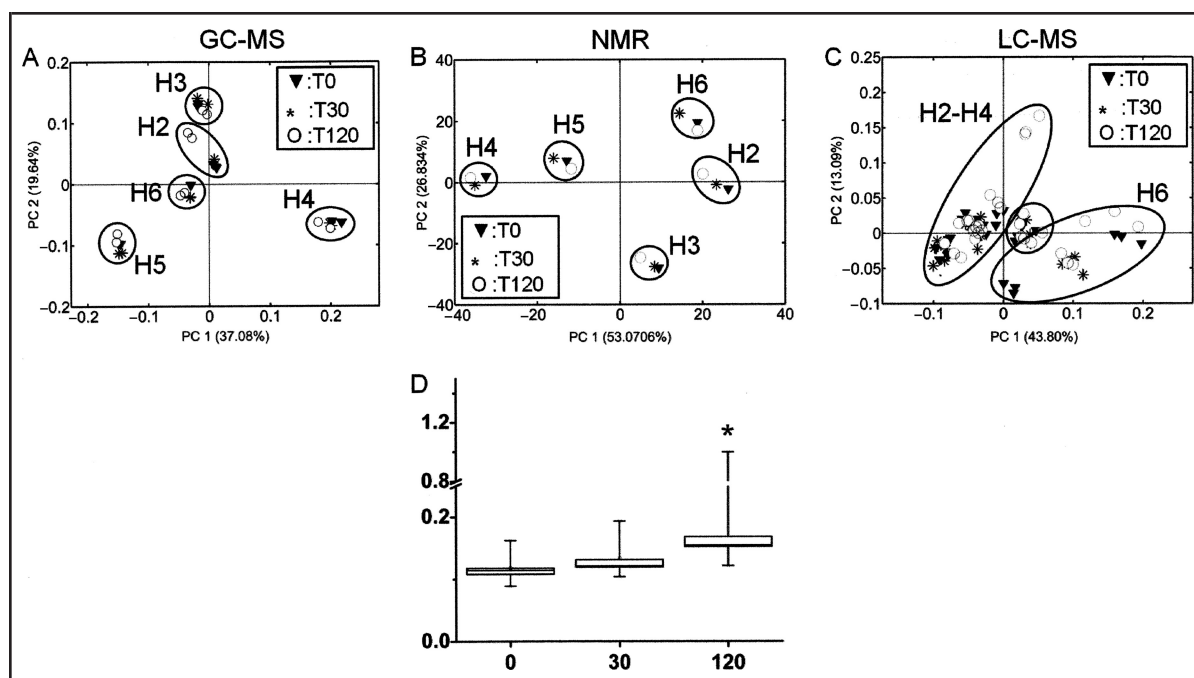 A GC-MS
0.2
0.1
0
−0.1
−0.2
−0.2 −0.1 0 0.1 0.2
PC 2 (19.64%)
PC 1 (37.08%)
H3
H2
H6
H4
H5
▼:T0
* :T30
○:T120
B NMR
40
20
0
−20
−40
−40 −20 0 20 40
PC 2 (26.834%)
PC 1 (53.0706%)
H6
H5
H4
H2
H3
▼:T0
* :T30
○:T120
C LC-MS
0.25
0.2
0.15
0.1
0.05
0
−0.05
−0.1
−0.1 0 0.1 0.2
PC 2 (13.09%)
PC 1 (43.80%)
H2-H4
H6
▼:T0
* :T30
○:T120
D
1.2
0.8
0.2
0.0
*
0 30 120